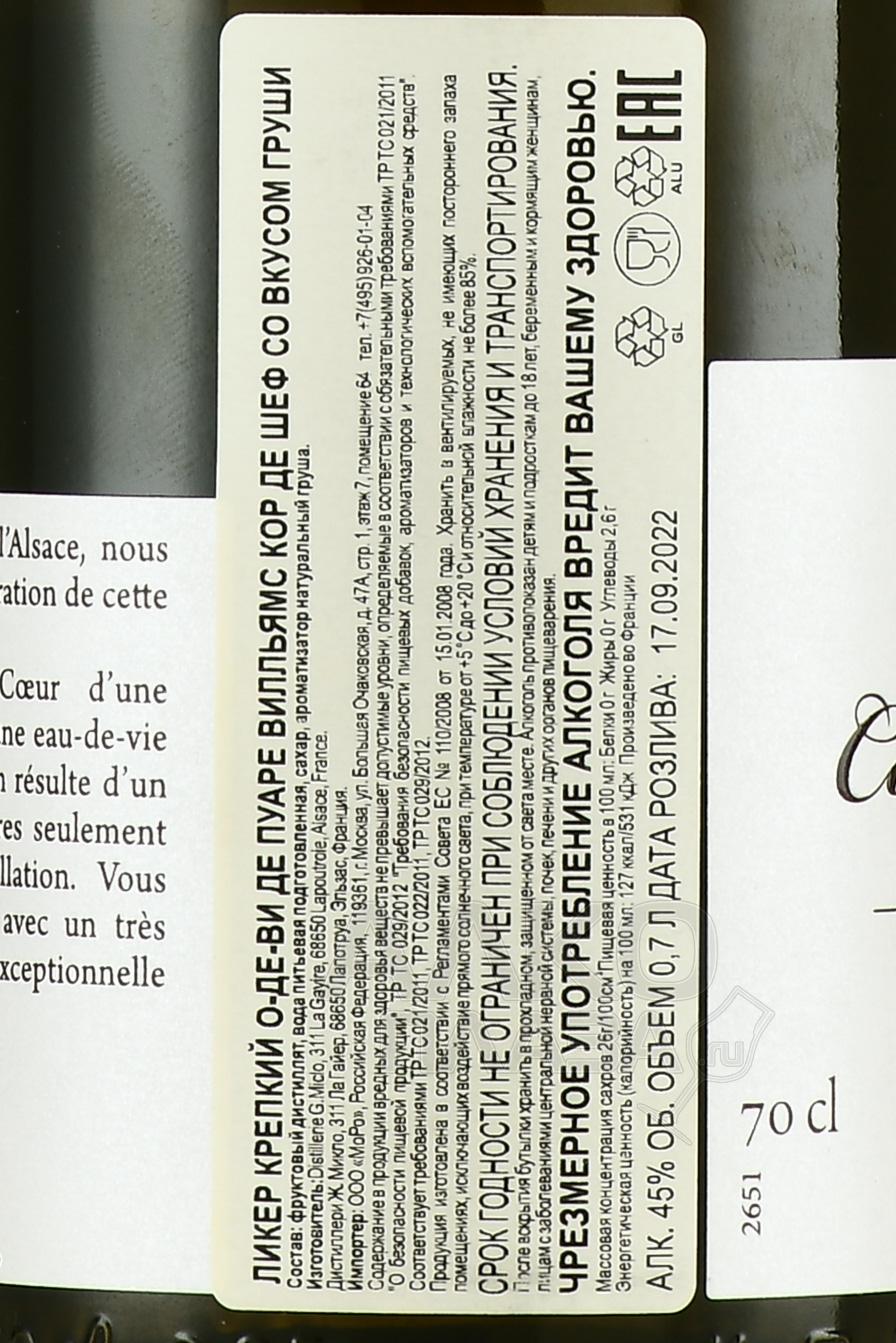 l'Alsace, nous
ration de cette
Cœur d'une
ne eau-de-vie
n résulte d'un
res seulement
llation. Vous
avec un très
xceptionnelle
ЛИКЕР КРЕПКИЙ О-ДЕ-ВИ ДЕ ПУАРЕ ВИЛЛЬЯМС КОР ДЕ ШЕФ СО ВКУСОМ ГРУШИ
Состав: фруктовый дистиллят, вода питьевая подготовленная, сахар, ароматизатор натуральный груша.
Изготовитель: Distillerie G.Miclo, 311 La Gayire, 68650 Lapoutroie, Alsace, France.
Дистиллери Ж. Микло, 311 Ла Гайер, 68650 Лапотруа, Эльзас, Франция.
Импортер: ООО «МоРо», Российская Федерация, 119361, г. Москва, ул. Большая Очаковская, д. 47А, стр. 1, этаж 7, помещение 64 тел. +7(495)926-01-04
Содержание в продукции вредных для здоровья веществ не превышает допустимые уровни, определяемые в соответствии с обязательными требованиями ТР ТС 021/2011
"О безопасности пищевой продукции", ТР ТС 029/2012 "Требования безопасности пищевых добавок, ароматизаторов и технологических вспомогательных средств".
Соответствует требованиями ТР ТС 021/2011, ТР ТС 022/2011, ТР ТС 029/2012.
Продукция изготовлена в соответствии с Регламентами Совета ЕС № 110/2008 от 15.01.2008 года. Хранить в вентилируемых, не имеющих постороннего запаха
помещениях, исключающих воздействие прямого солнечного света, при температуре от +5 °С до +20 °С и относительной влажности не более 85%.
СРОК ГОДНОСТИ НЕ ОГРАНИЧЕН ПРИ СОБЛЮДЕНИИ УСЛОВИЙ ХРАНЕНИЯ И ТРАНСПОРТИРОВАНИЯ.
После вскрытия бутылки хранить в прохладном, защищенном от света месте. Алкоголь противопоказан детям и подросткам до 18 лет, беременным и кормящим женщинам,
лицам с заболеваниями центральной нервной системы, почек, печени и других органов пищеварения.
ЧРЕЗМЕРНОЕ УПОТРЕБЛЕНИЕ АЛКОГОЛЯ ВРЕДИТ ВАШЕМУ ЗДОРОВЬЮ.
Массовая концентрация сахров 26г/100см³ Пищевая ценность в 100 мл: Белки 0 г Жиры 0 г Углеводы 2,6 г
Энергетическая ценность (калорийность) на 100 мл: 127 ккал/531 кДж Произведено во Франции
АЛК. 45% ОБ. ОБЪЕМ 0,7 Л ДАТА РОЗЛИВА: 17.09.2022
GL
ALU
EAC
70 cl
2651
.ru